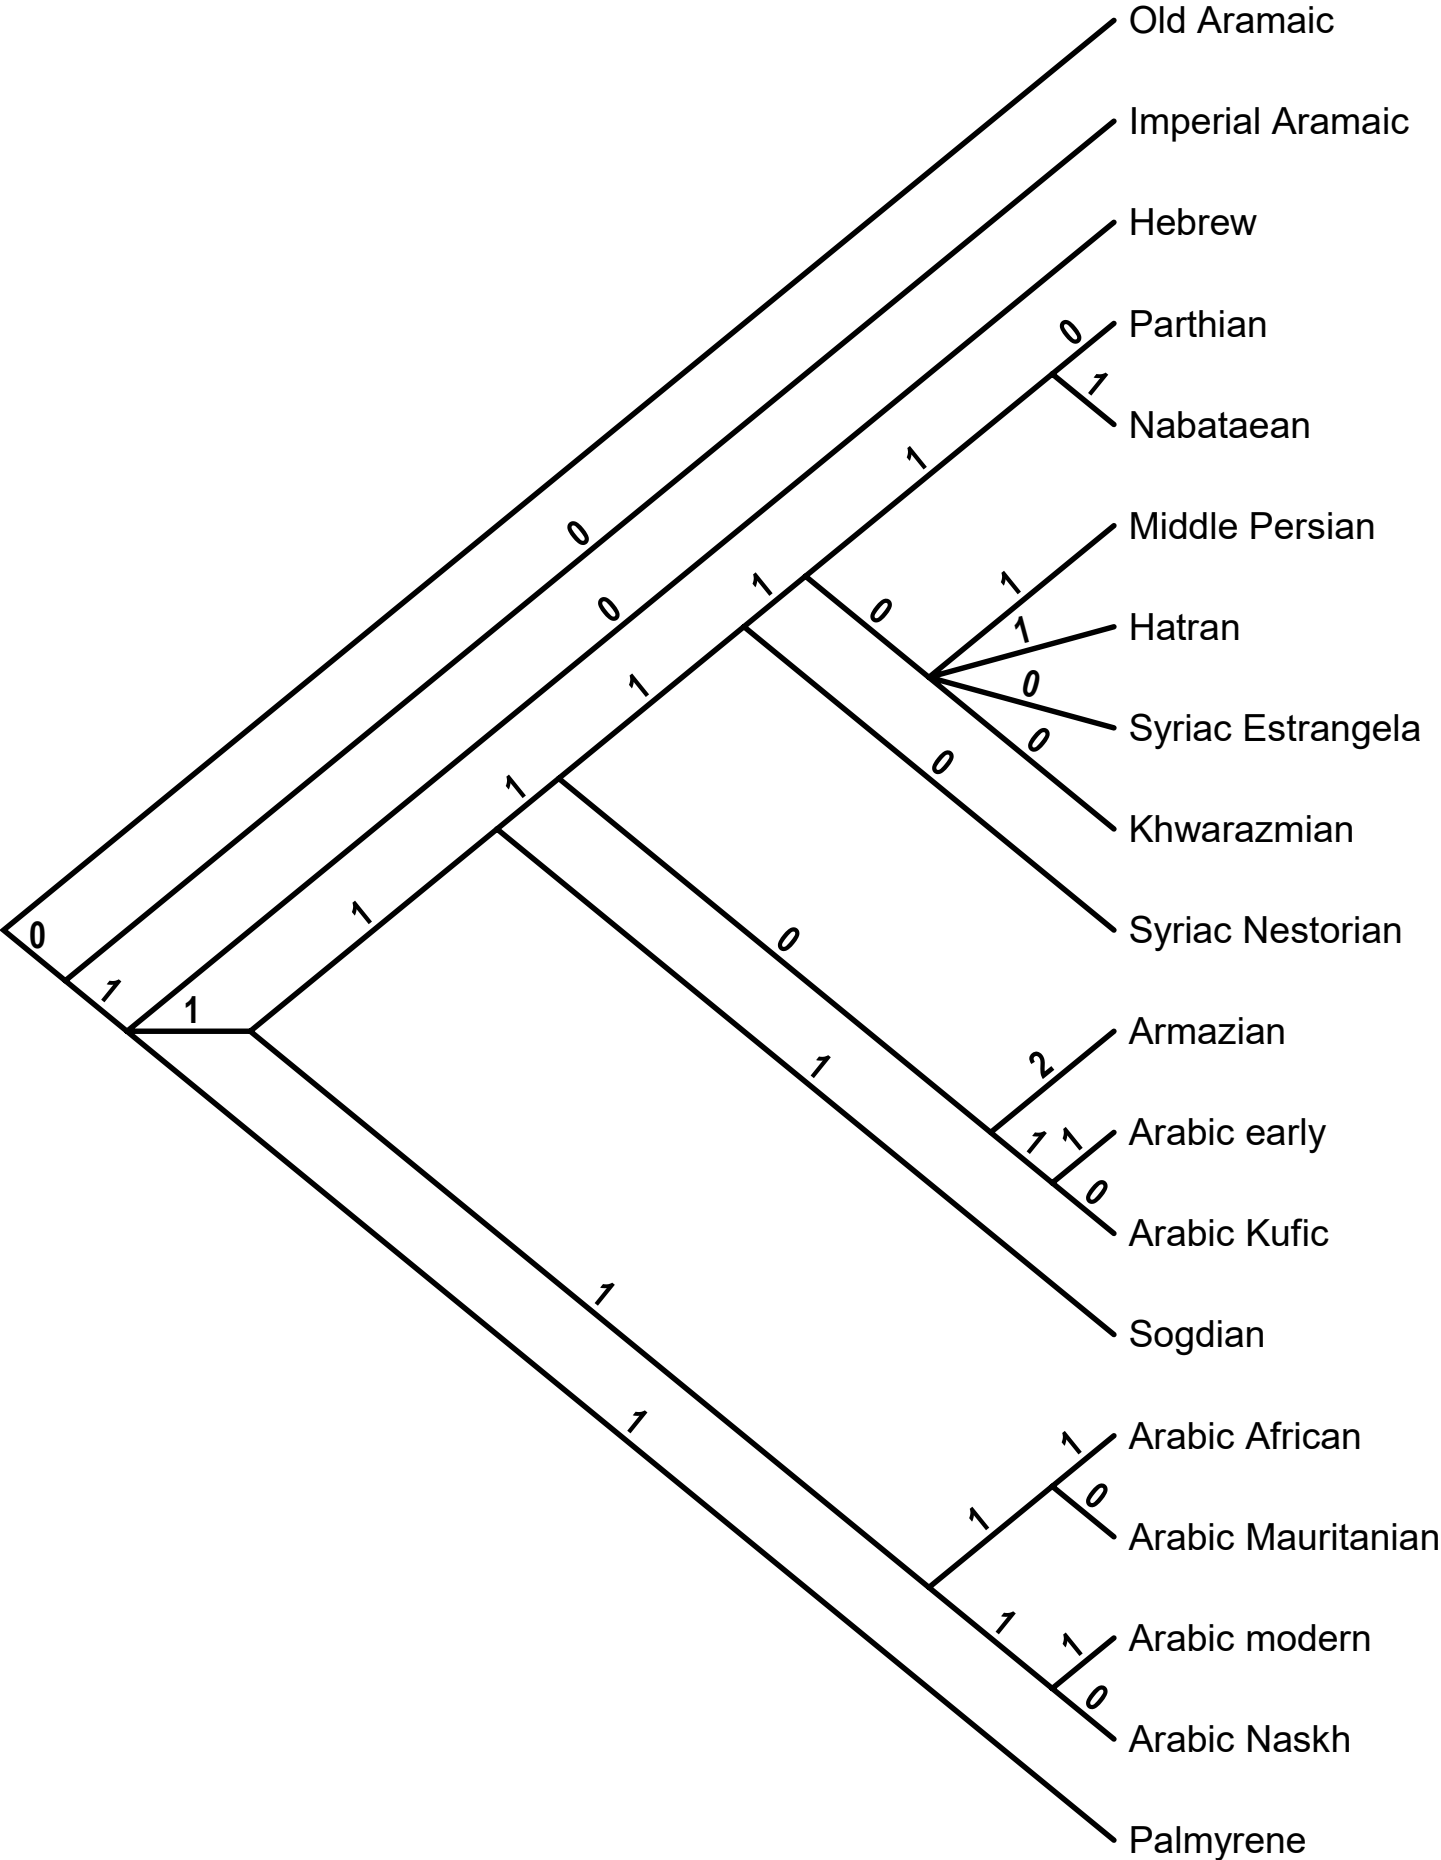 Old Aramaic
Imperial Aramaic
Hebrew
0
Parthian
1
Nabataean
1
Middle Persian
0
1
1
0
0
Hatran
1
0
1
Syriac Estrangela
0
0
Khwarazmian
1
Syriac Nestorian
1
0
0
1
1
Armazian
2
1
Arabic early
1
1
0
Arabic Kufic
1
Sogdian
1
1
Arabic African
0
1
Arabic Mauritanian
1
1
Arabic modern
0
Arabic Naskh
Palmyrene